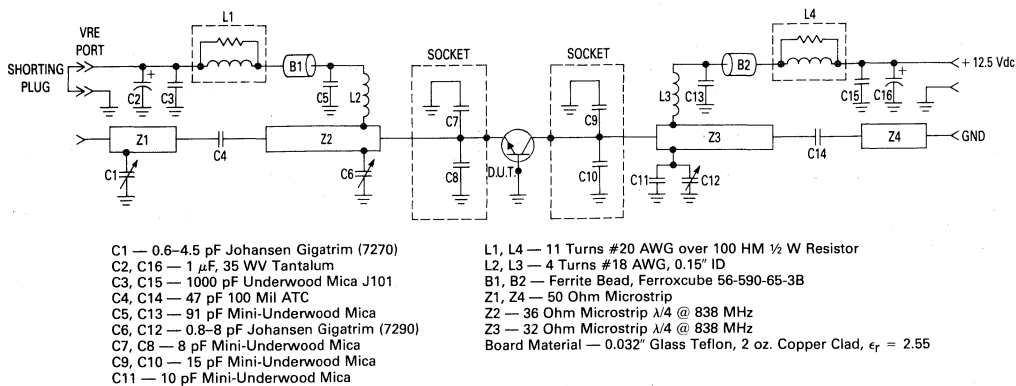 L1
L4
VRE
PORT
SHORTING
PLUG
C2
+
C3
B1
C5
L2
SOCKET
SOCKET
L3
C13
B2
C15
+
C16
+ 12.5 Vdc
Z1
C4
Z2
C7
C9
Z3
C14
Z4
GND
C1
C6
C8
D.U.T.
C10
C11
C12
C1 — 0.6–4.5 pF Johansen Gigatrim (7270)
C2, C16 — 1 μF, 35 WV Tantalum
C3, C15 — 1000 pF Underwood Mica J101
C4, C14 — 47 pF 100 Mil ATC
C5, C13 — 91 pF Mini-Underwood Mica
C6, C12 — 0.8–8 pF Johansen Gigatrim (7290)
C7, C8 — 8 pF Mini-Underwood Mica
C9, C10 — 15 pF Mini-Underwood Mica
C11 — 10 pF Mini-Underwood Mica
L1, L4 — 11 Turns #20 AWG over 100 HM ½ W Resistor
L2, L3 — 4 Turns #18 AWG, 0.15″ ID
B1, B2 — Ferrite Bead, Ferroxcube 56-590-65-3B
Z1, Z4 — 50 Ohm Microstrip
Z2 — 36 Ohm Microstrip λ/4 @ 838 MHz
Z3 — 32 Ohm Microstrip λ/4 @ 838 MHz
Board Material — 0.032″ Glass Teflon, 2 oz. Copper Clad, ϵr = 2.55